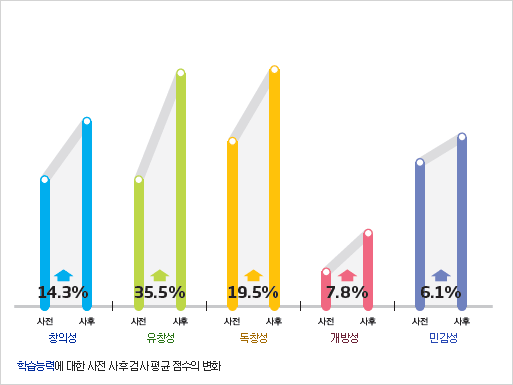 14.3% 35.5% 19.5% 7.8% 6.1%
사전 사후 사전 사후 사전 사후 사전 사후 사전 사후
창의성 유창성 독창성 개방성 민감성
학습능력에 대한 사전 사후 검사 평균 점수의 변화